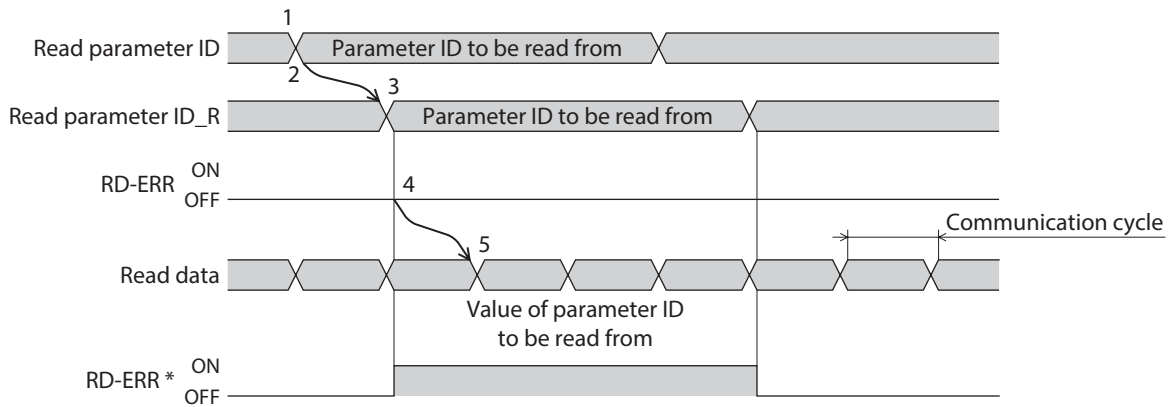 1
Read parameter ID Parameter ID to be read from
2 3
Read parameter ID_R Parameter ID to be read from
ON
RD-ERR
OFF
4
Communication cycle
5
Read data
Value of parameter ID
to be read from
ON
RD-ERR *
OFF